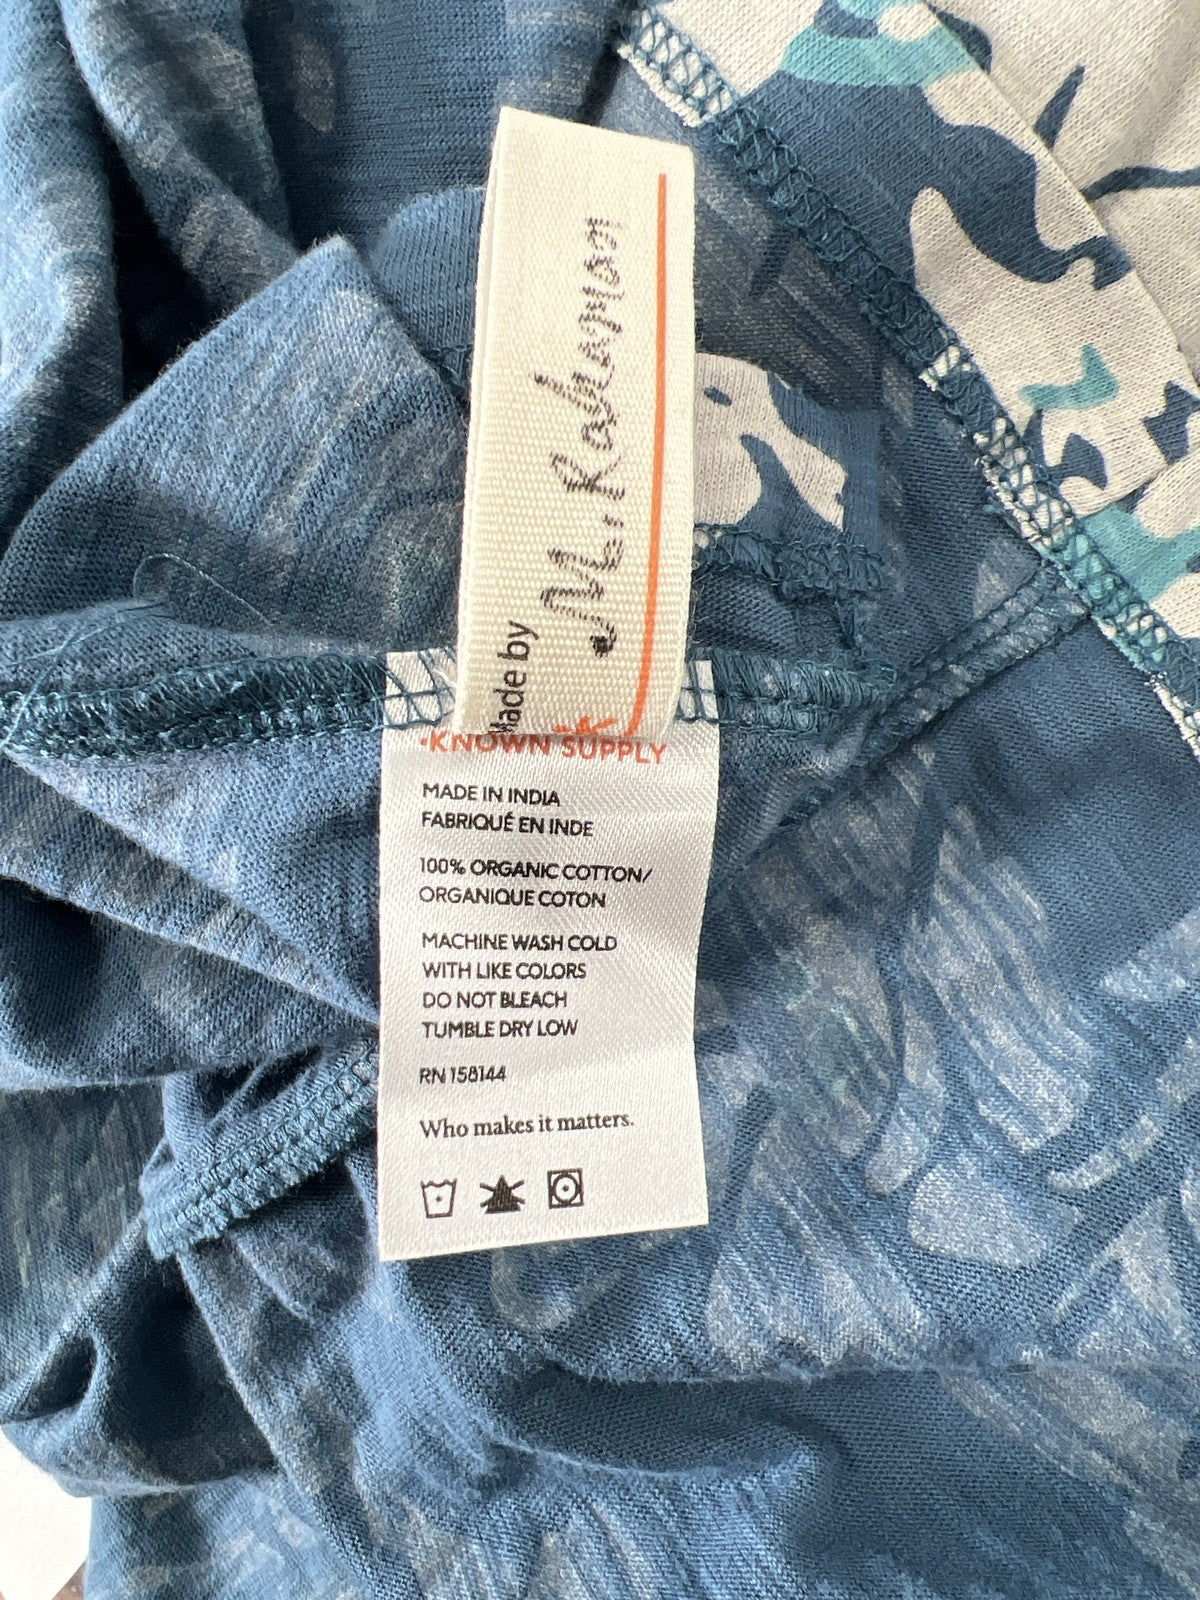 Made by
M. Kabamoon
KNOWN SUPPLY
MADE IN INDIA
FABRIQUÉ EN INDE
100% ORGANIC COTTON/
ORGANIQUE COTON
MACHINE WASH COLD
WITH LIKE COLORS
DO NOT BLEACH
TUMBLE DRY LOW
RN 158144
Who makes it matters.